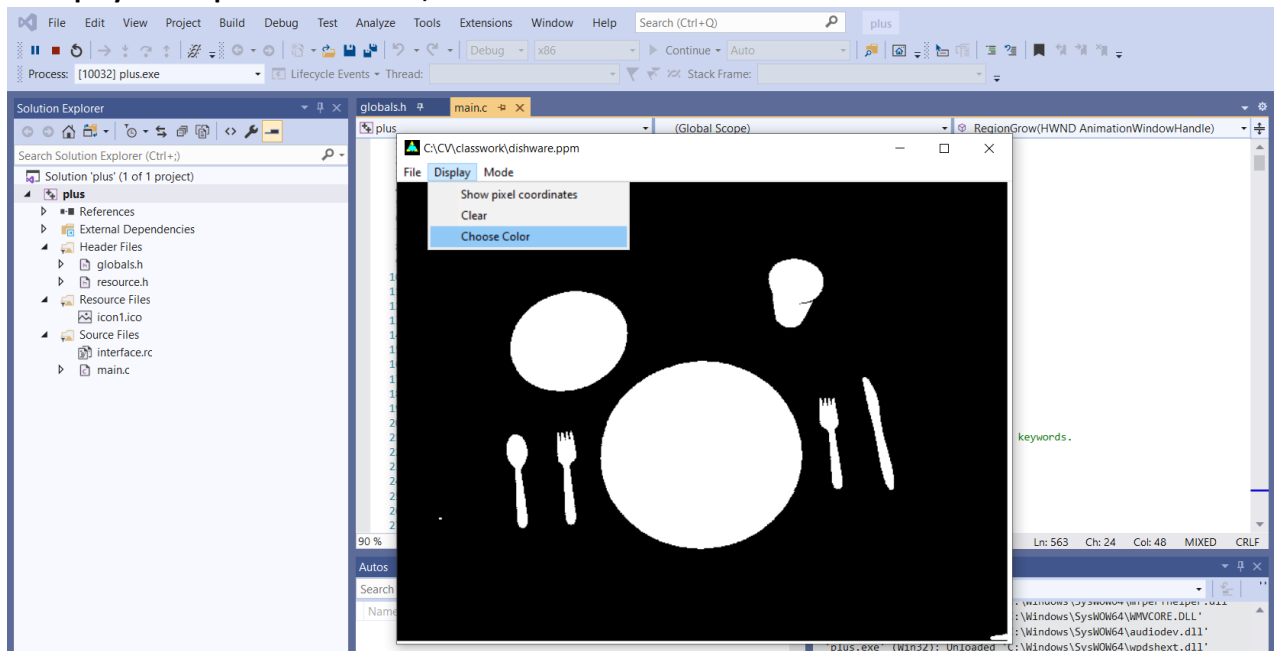 File Edit View Project Build Debug Test Analyze Tools Extensions Window Help Search (Ctrl+Q) plus
Debug x86 Continue Auto
Process: [10032] plus.exe Lifecycle Events Thread: Stack Frame:
Solution Explorer
globals.h main.c
plus (Global Scope) RegionGrow(HWND AnimationWindowHandle)
Search Solution Explorer (Ctrl+;)
Solution 'plus' (1 of 1 project)
plus
References
External Dependencies
Header Files
globals.h
resource.h
Resource Files
icon1.ico
Source Files
interface.rc
main.c
C:\CV\classwork\dishware.ppm
File Display Mode
Show pixel coordinates
Clear
Choose Color
keywords.
90 % Ln: 563 Ch: 24 Col: 48 MIXED CRLF
Autos
Search
Name
:\Windows\SysWOW64\WMVCORE.DLL'
:\Windows\SysWOW64\audiodev.dll'
'plus.exe' (Win32): Unloaded 'C:\Windows\SysWOW64\wpdshext.dll'